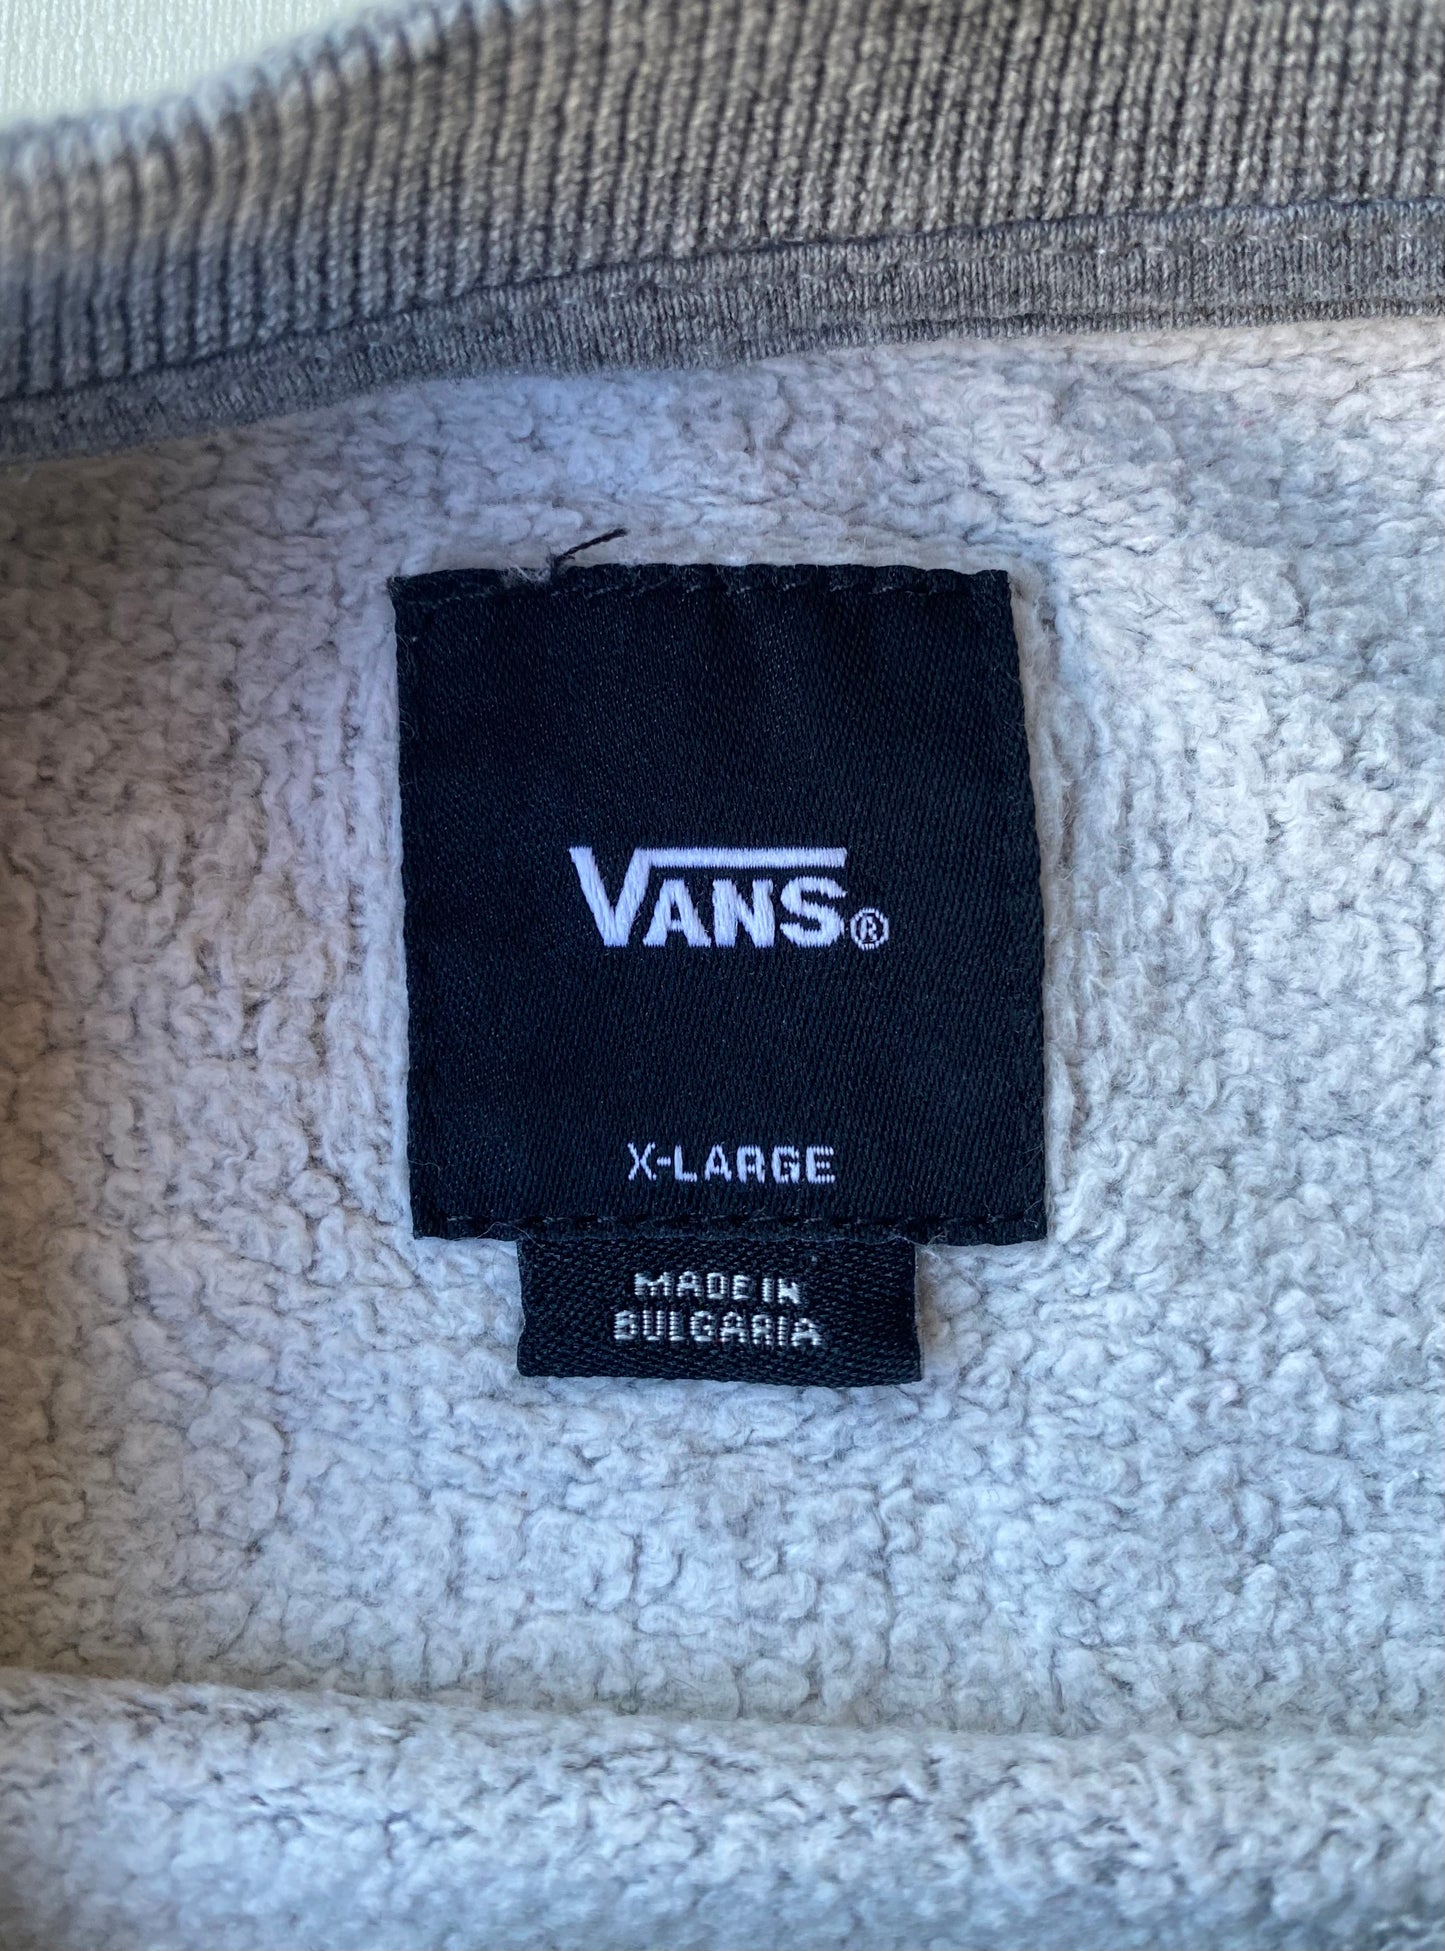 VANS®
X-LARGE
MADE IN
BULGARIA